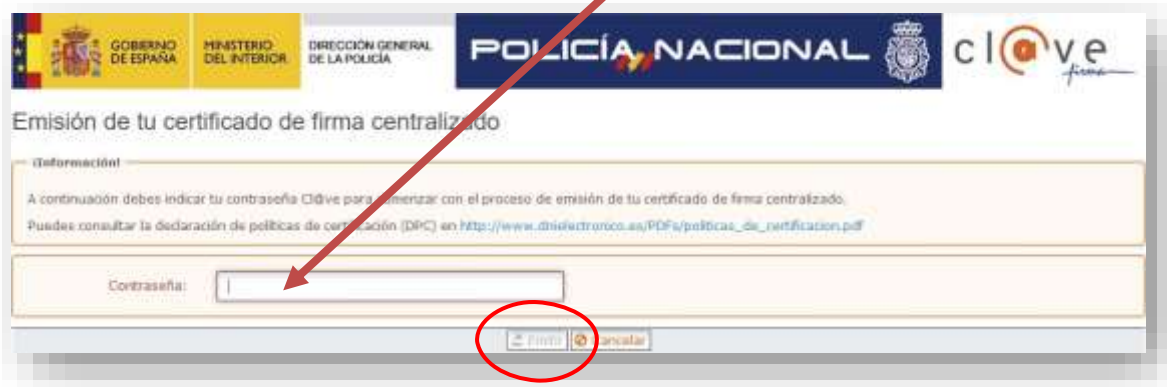 GOBIERNO
DE ESPAÑA
MINISTERIO
DEL INTERIOR
DIRECCIÓN GENERAL
DE LA POLICÍA
POLICÍA NACIONAL
cl@ve
firma
Emisión de tu certificado de firma centralizado
¡Información!
A continuación debes indicar tu contraseña Cl@ve para comenzar con el proceso de emisión de tu certificado de firma centralizado.
Puedes consultar la declaración de políticas de certificación (DPC) en http://www.dnielectronico.es/PDFs/politicas_de_certificacion.pdf
Contraseña:
Emitir Cancelar